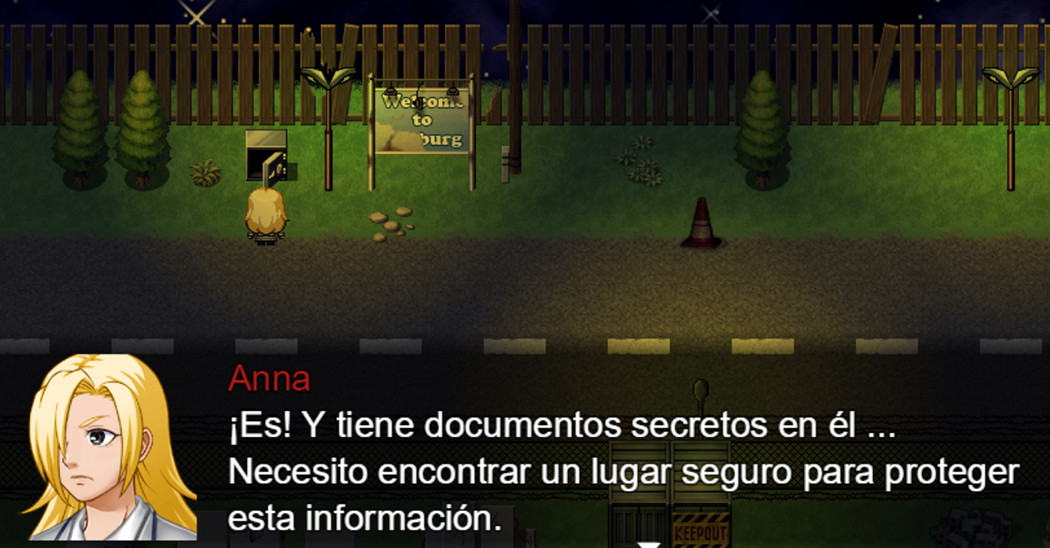 Welcome
to
burg
Anna
¡Es! Y tiene documentos secretos en él ...
Necesito encontrar un lugar seguro para proteger
esta información.
KEEPOUT